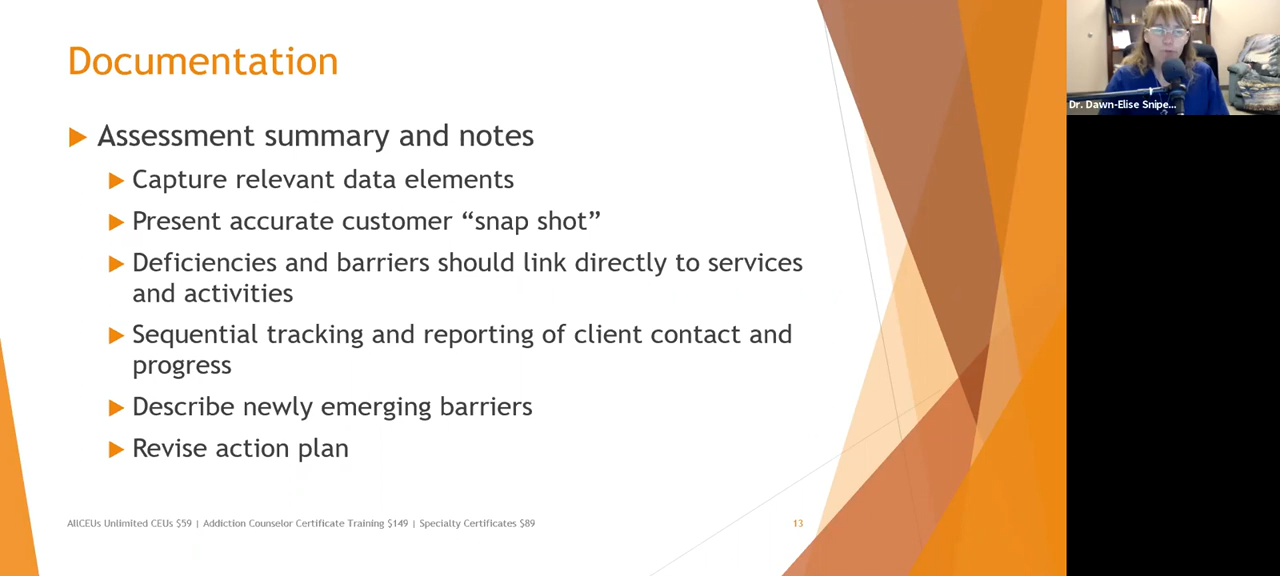 Documentation
Assessment summary and notes
Capture relevant data elements
Present accurate customer “snap shot”
Deficiencies and barriers should link directly to services
and activities
Sequential tracking and reporting of client contact and
progress
Describe newly emerging barriers
Revise action plan
AllCEUs Unlimited CEUs $59 | Addiction Counselor Certificate Training $149 | Specialty Certificates $89
13
Dr. Dawn-Elise Snipe...